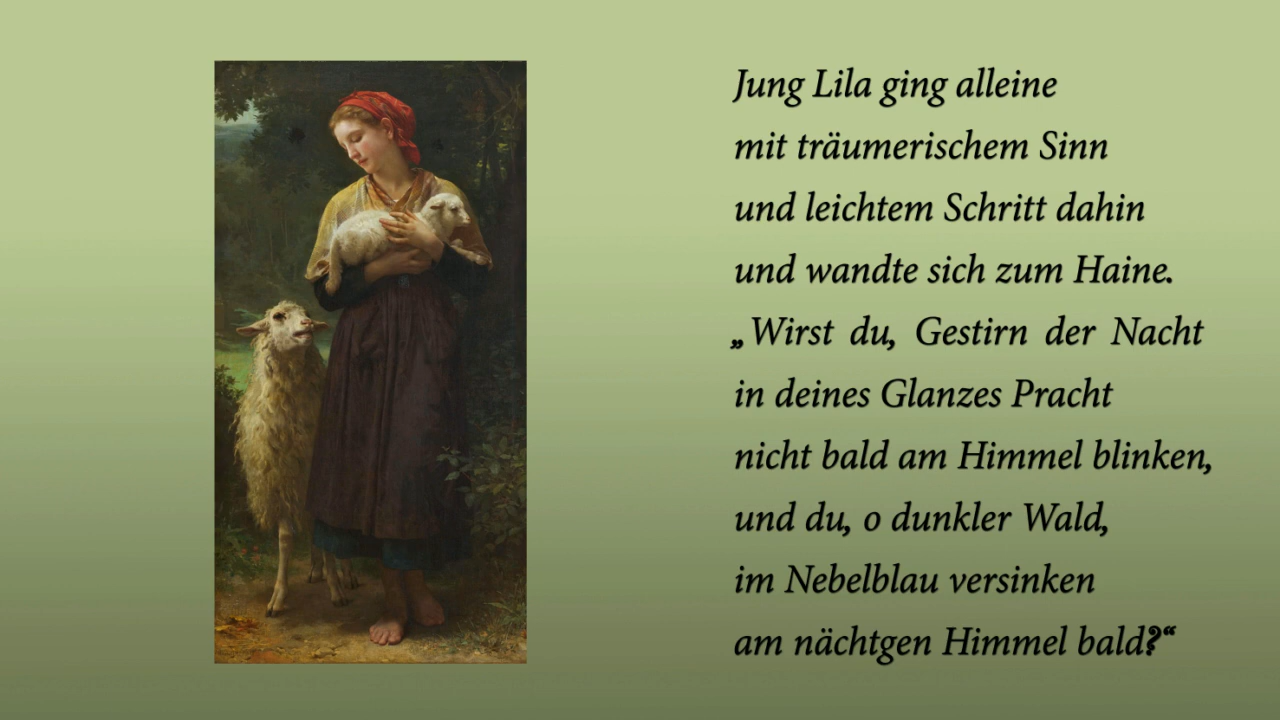 Jung Lila ging alleine
mit träumerischem Sinn
und leichtem Schritt dahin
und wandte sich zum Haine.
„Wirst du, Gestirn der Nacht
in deines Glanzes Pracht
nicht bald am Himmel blinken,
und du, o dunkler Wald,
im Nebelblau versinken
am nächtgen Himmel bald?“